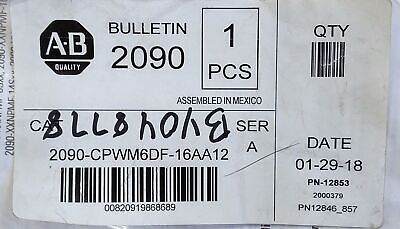 A-B
QUALITY
BULLETIN
2090
1
PCS
ASSEMBLED IN MEXICO
QTY
SER
A
2090-CPWM6DF-16AA12
00820919868689
DATE
01-29-18
PN-12853
2000379
PN12846_857